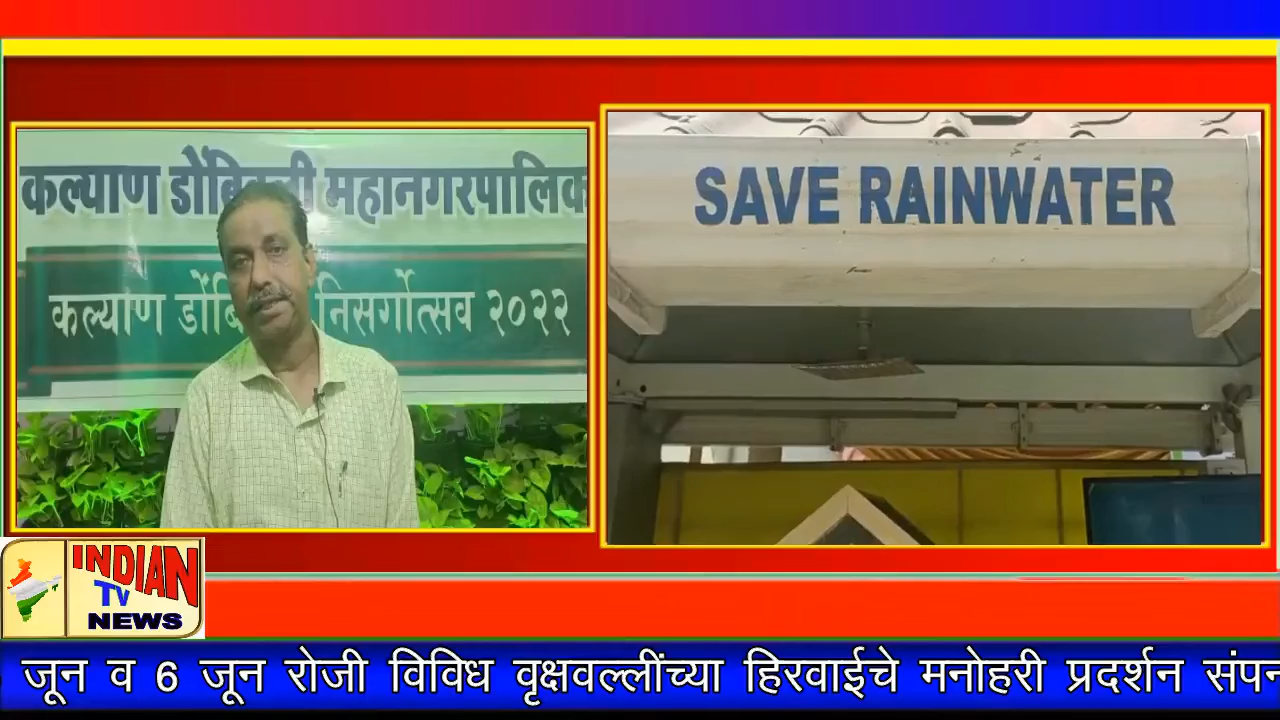 कल्याण डोंबिवली महानगरपालिक
कल्याण डोंबि निसर्गोत्सव २०२२
SAVE RAINWATER
INDIAN
TV
NEWS
जून व 6 जून रोजी विविध वृक्षवल्लींच्या हिरवाईचे मनोहरी प्रदर्शन संपन